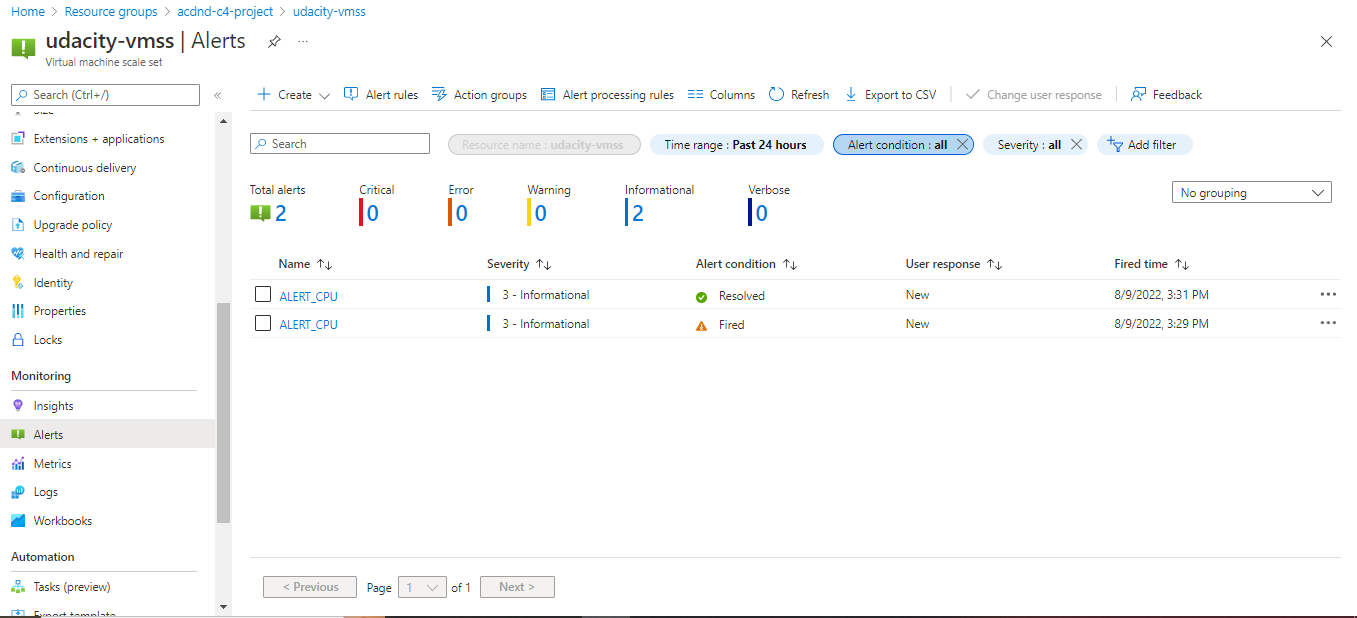 Home > Resource groups > acdnd-c4-project > udacity-vmss
udacity-vmss | Alerts
Virtual machine scale set
Search (Ctrl+/)
Create Alert rules Action groups Alert processing rules Columns Refresh Export to CSV Change user response Feedback
Size
Extensions + applications
Continuous delivery
Configuration
Upgrade policy
Health and repair
Identity
Properties
Locks
Monitoring
Insights
Alerts
Metrics
Logs
Workbooks
Automation
Tasks (preview)
Export template
Search Resource name : udacity-vmss Time range : Past 24 hours Alert condition : all Severity : all Add filter
Total alerts Critical Error Warning Informational Verbose
2 0 0 0 2 0
No grouping
Name Severity Alert condition User response Fired time
ALERT_CPU 3 - Informational Resolved New 8/9/2022, 3:31 PM
ALERT_CPU 3 - Informational Fired New 8/9/2022, 3:29 PM
< Previous Page 1 of 1 Next >